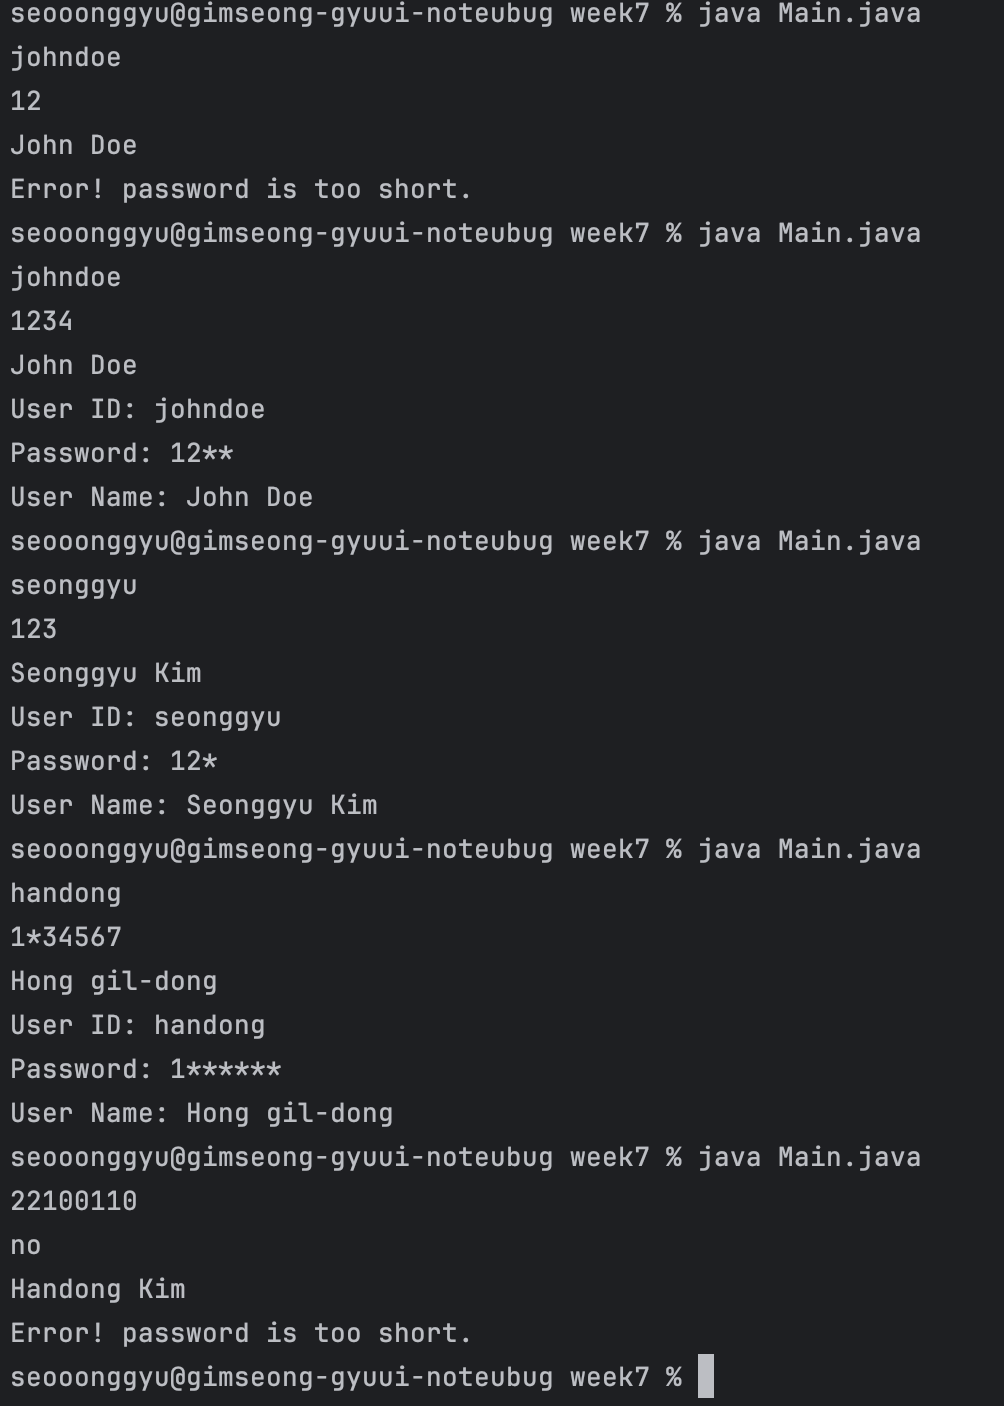 seooonggyu@gimseong-gyuui-noteubug week7 % java Main.java
johndoe
12
John Doe
Error! password is too short.
seooonggyu@gimseong-gyuui-noteubug week7 % java Main.java
johndoe
1234
John Doe
User ID: johndoe
Password: 12**
User Name: John Doe
seooonggyu@gimseong-gyuui-noteubug week7 % java Main.java
seonggyu
123
Seonggyu Kim
User ID: seonggyu
Password: 12*
User Name: Seonggyu Kim
seooonggyu@gimseong-gyuui-noteubug week7 % java Main.java
handong
1*34567
Hong gil-dong
User ID: handong
Password: 1******
User Name: Hong gil-dong
seooonggyu@gimseong-gyuui-noteubug week7 % java Main.java
22100110
no
Handong Kim
Error! password is too short.
seooonggyu@gimseong-gyuui-noteubug week7 %